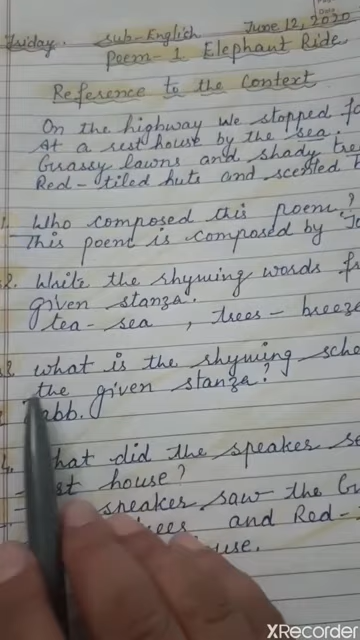 Friday. sub-English June 12, 2020
Poem-1 Elephant Ride
Reference to the Context
On the highway we stopped
At a rest house by the sea.
Grassy lawns and shady
Red-tiled huts and scented
1. Who composed this poem?
This poem is composed by
2. Write the rhyming words
given stanza.
tea-sea, trees-breeze
what is the rhyming
the given stanza?
abb.
4. What did the speaker
rest house?
speaker saw the
trees and Red-
house.
XRecorder